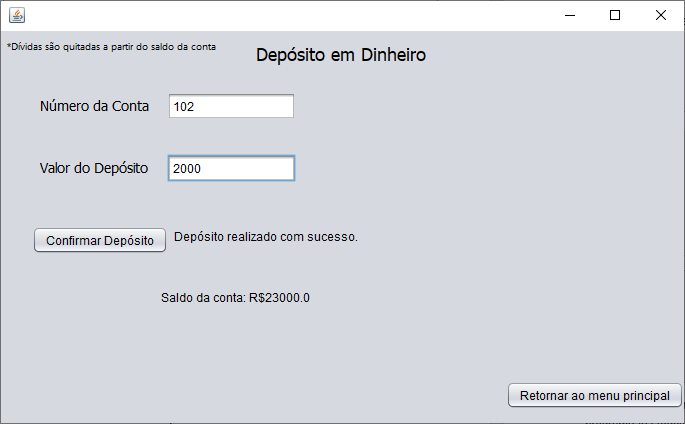 *Dívidas são quitadas a partir do saldo da conta
Depósito em Dinheiro
Número da Conta 102
Valor do Depósito 2000
Confirmar Depósito Depósito realizado com sucesso.
Saldo da conta: R$23000.0
Retornar ao menu principal